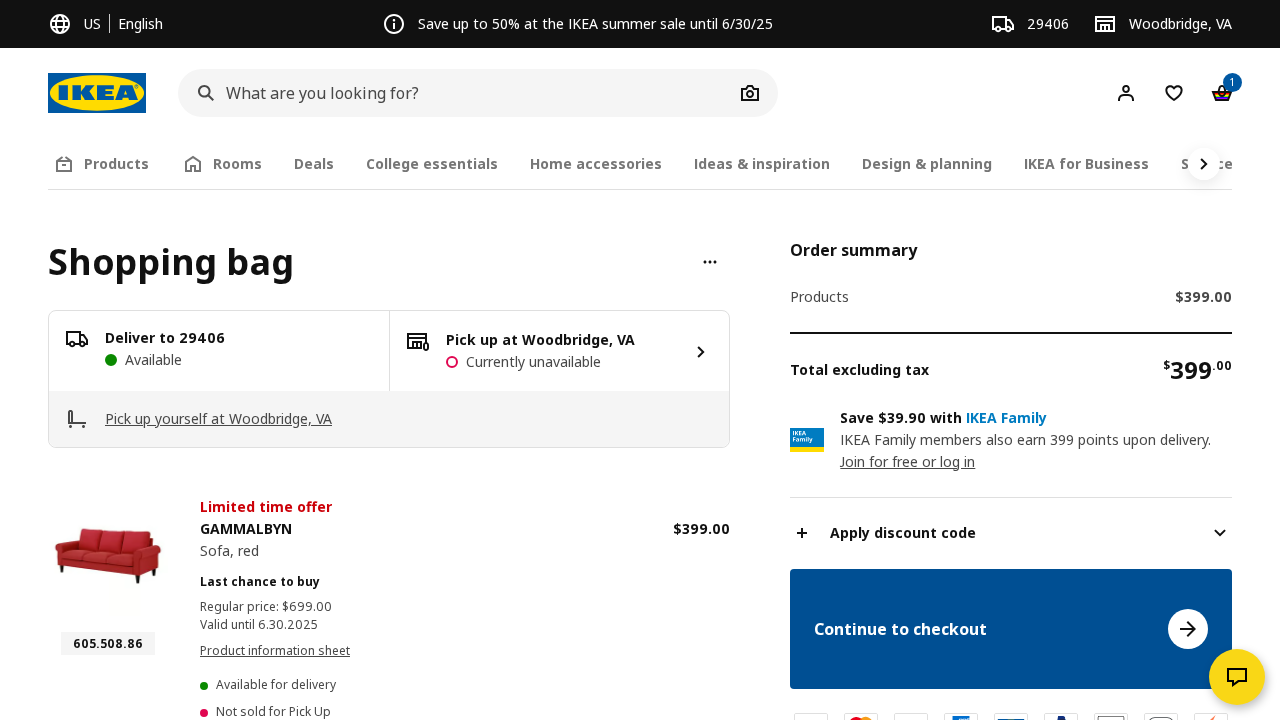 US | English
Save up to 50% at the IKEA summer sale until 6/30/25
29406
Woodbridge, VA
IKEA
What are you looking for?
1
Products
Rooms
Deals
College essentials
Home accessories
Ideas & inspiration
Design & planning
IKEA for Business
Shopping bag
Deliver to 29406
Available
Pick up at Woodbridge, VA
Currently unavailable
Pick up yourself at Woodbridge, VA
Limited time offer
GAMMALBYN
$399.00
Sofa, red
Last chance to buy
Regular price: $699.00
Valid until 6.30.2025
605.508.86
Product information sheet
Available for delivery
Not sold for Pick Up
Order summary
Products
$399.00
Total excluding tax
$399.00
Save $39.90 with IKEA Family
IKEA Family
IKEA Family members also earn 399 points upon delivery.
Join for free or log in
Apply discount code
Continue to checkout